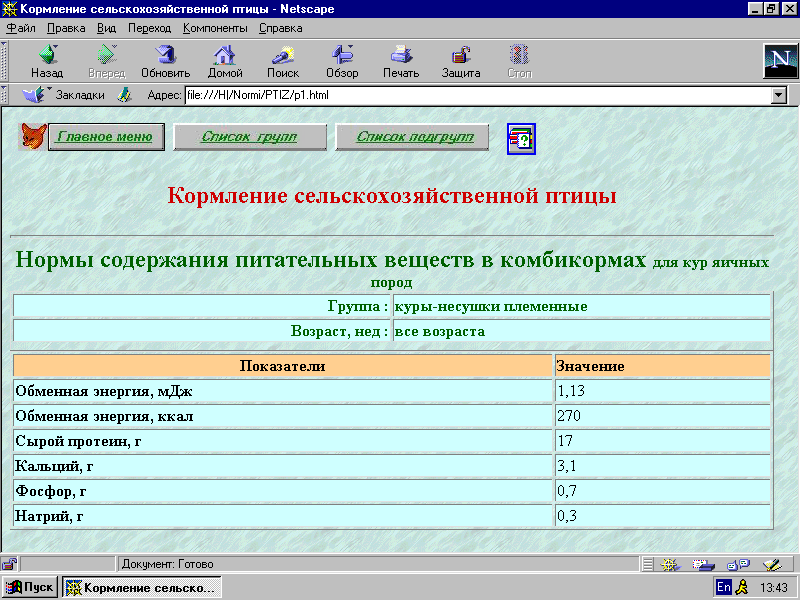 Кормление сельскохозяйственной птицы - Netscape
Файл Правка Вид Переход Компоненты Справка
Назад Вперед Обновить Домой Поиск Обзор Печать Защита Стоп
N
Закладки Адрес: file:///H|/Normi/PTIZ/p1.html
Главное меню Список групп Список подгрупп
Кормление сельскохозяйственной птицы
Нормы содержания питательных веществ в комбикормах для кур яичных
пород
Группа : куры-несушки племенные
Возраст, нед : все возраста
Показатели Значение
Обменная энергия, мДж 1,13
Обменная энергия, ккал 270
Сырой протеин, г 17
Кальций, г 3,1
Фосфор, г 0,7
Натрий, г 0,3
Документ: Готово
Пуск Кормление сельско... En 13:43